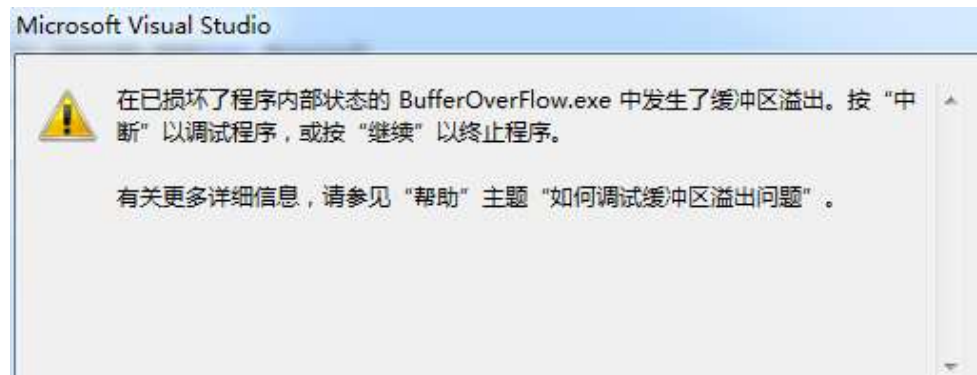 Microsoft Visual Studio
在已损坏了程序内部状态的 BufferOverFlow.exe 中发生了缓冲区溢出。按“中
断”以调试程序，或按“继续”以终止程序。
有关更多详细信息，请参见“帮助”主题“如何调试缓冲区溢出问题”。